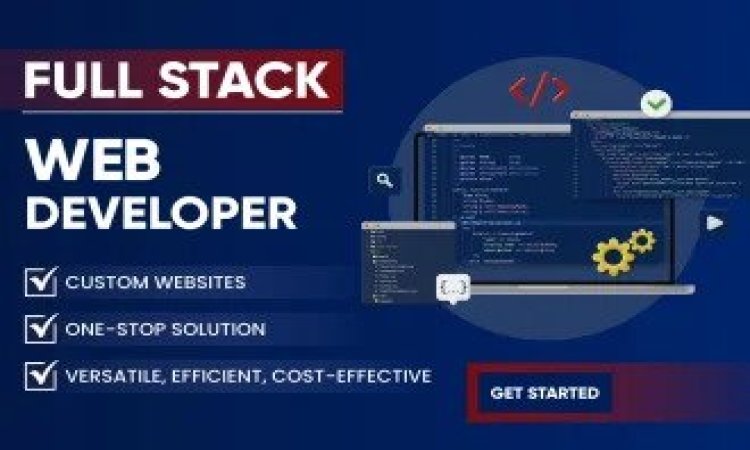 FULL STACK
WEB
DEVELOPER
CUSTOM WEBSITES
ONE-STOP SOLUTION
VERSATILE, EFFICIENT, COST-EFFECTIVE
</>
{..}
GET STARTED